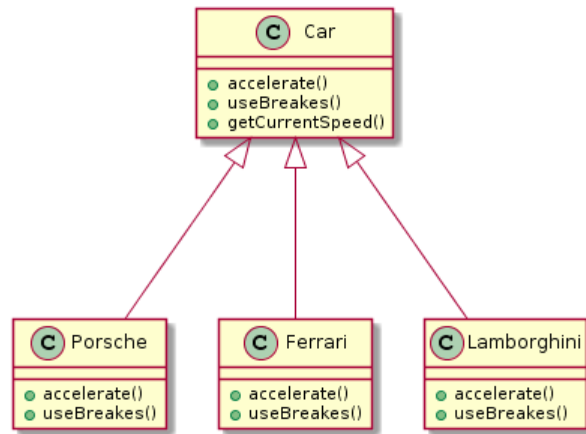 C Car
accelerate()
useBreakes()
getCurrentSpeed()
C Porsche
accelerate()
useBreakes()
C Ferrari
accelerate()
useBreakes()
C Lamborghini
accelerate()
useBreakes()